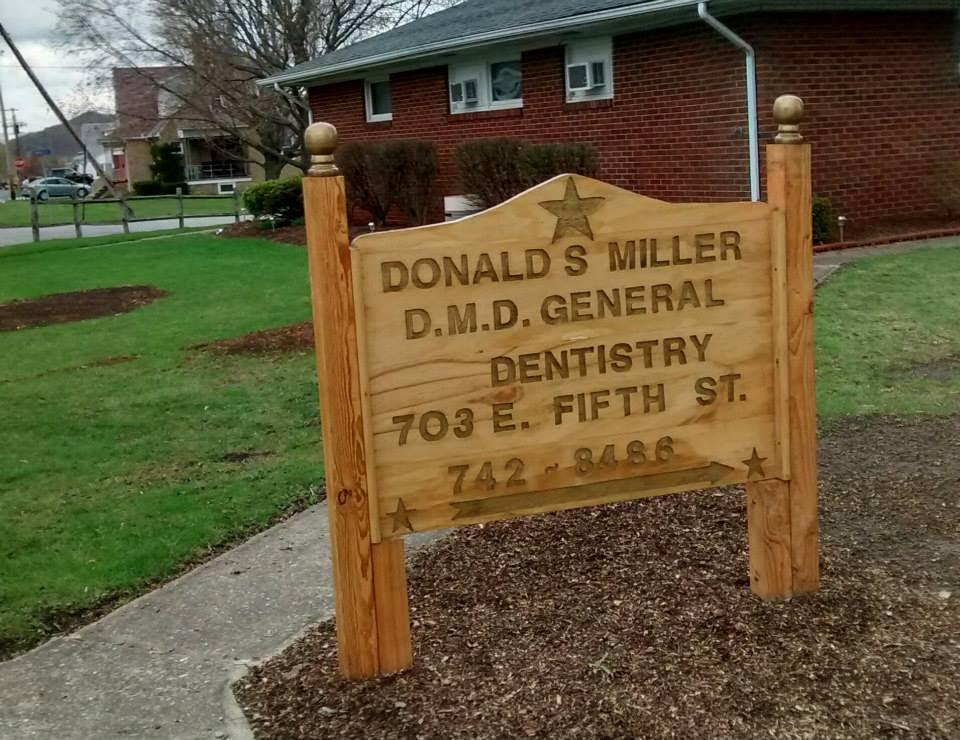 DONALD S MILLER
D.M.D. GENERAL
DENTISTRY
703 E. FIFTH ST.
742 ~ 8486